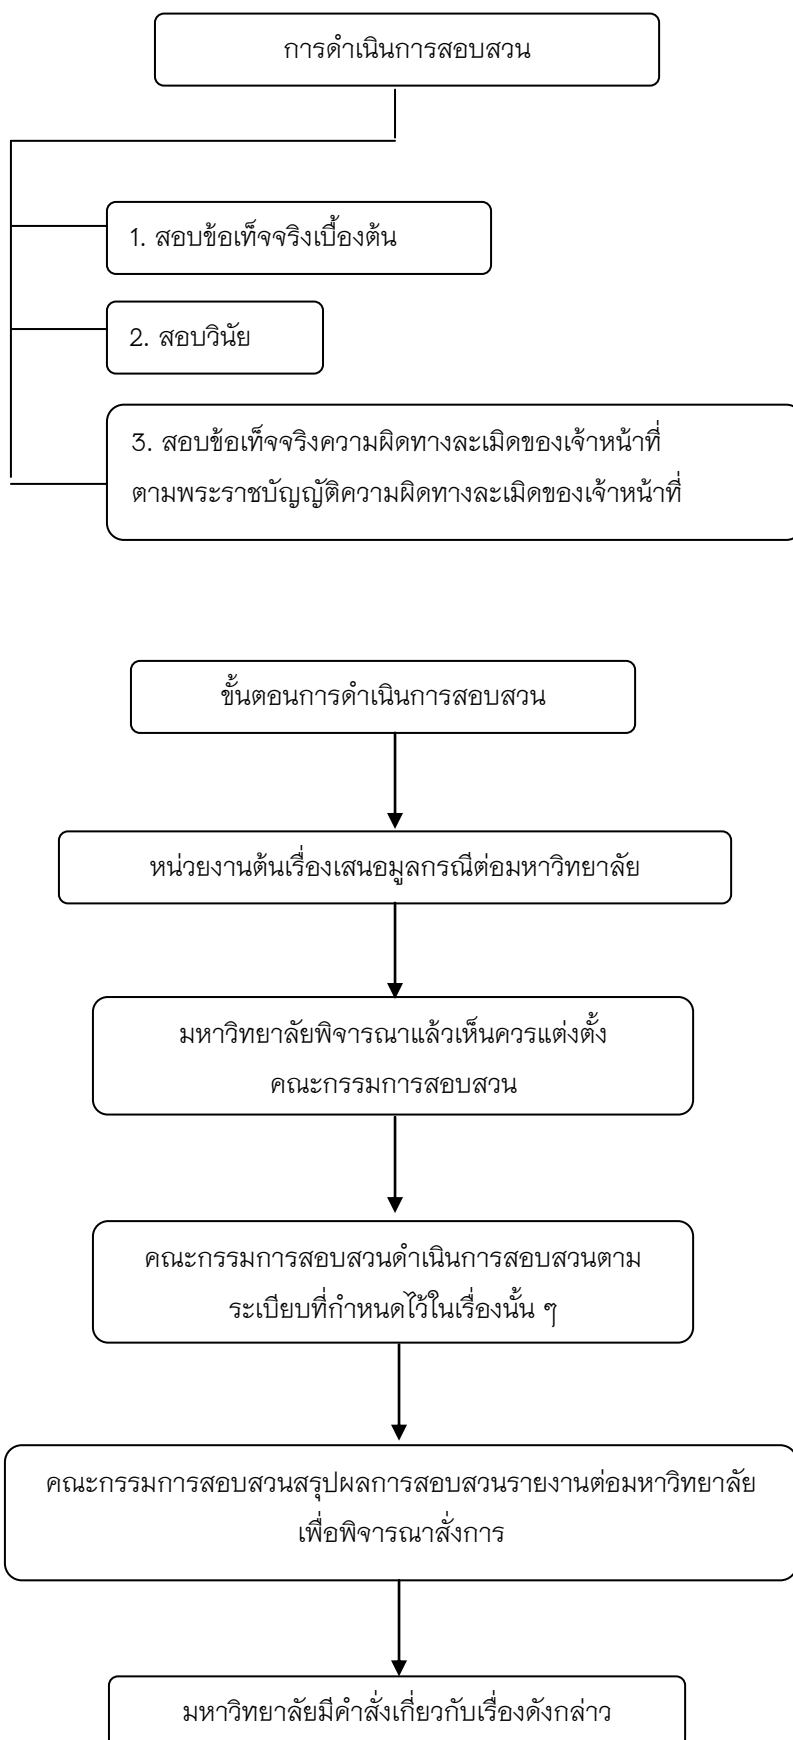 การดำเนินการสอบสวน
1. สอบข้อเท็จจริงเบื้องต้น
2. สอบวินัย
3. สอบข้อเท็จจริงความผิดทางละเมิดของเจ้าหน้าที่
ตามพระราชบัญญัติความผิดทางละเมิดของเจ้าหน้าที่
ขั้นตอนการดำเนินการสอบสวน
หน่วยงานต้นเรื่องเสนอมูลกรณีต่อมหาวิทยาลัย
มหาวิทยาลัยพิจารณาแล้วเห็นควรแต่งตั้ง
คณะกรรมการสอบสวน
คณะกรรมการสอบสวนดำเนินการสอบสวนตาม
ระเบียบที่กำหนดไว้ในเรื่องนั้น ๆ
คณะกรรมการสอบสวนสรุปผลการสอบสวนรายงานต่อมหาวิทยาลัย
เพื่อพิจารณาสั่งการ
มหาวิทยาลัยมีคำสั่งเกี่ยวกับเรื่องดังกล่าว